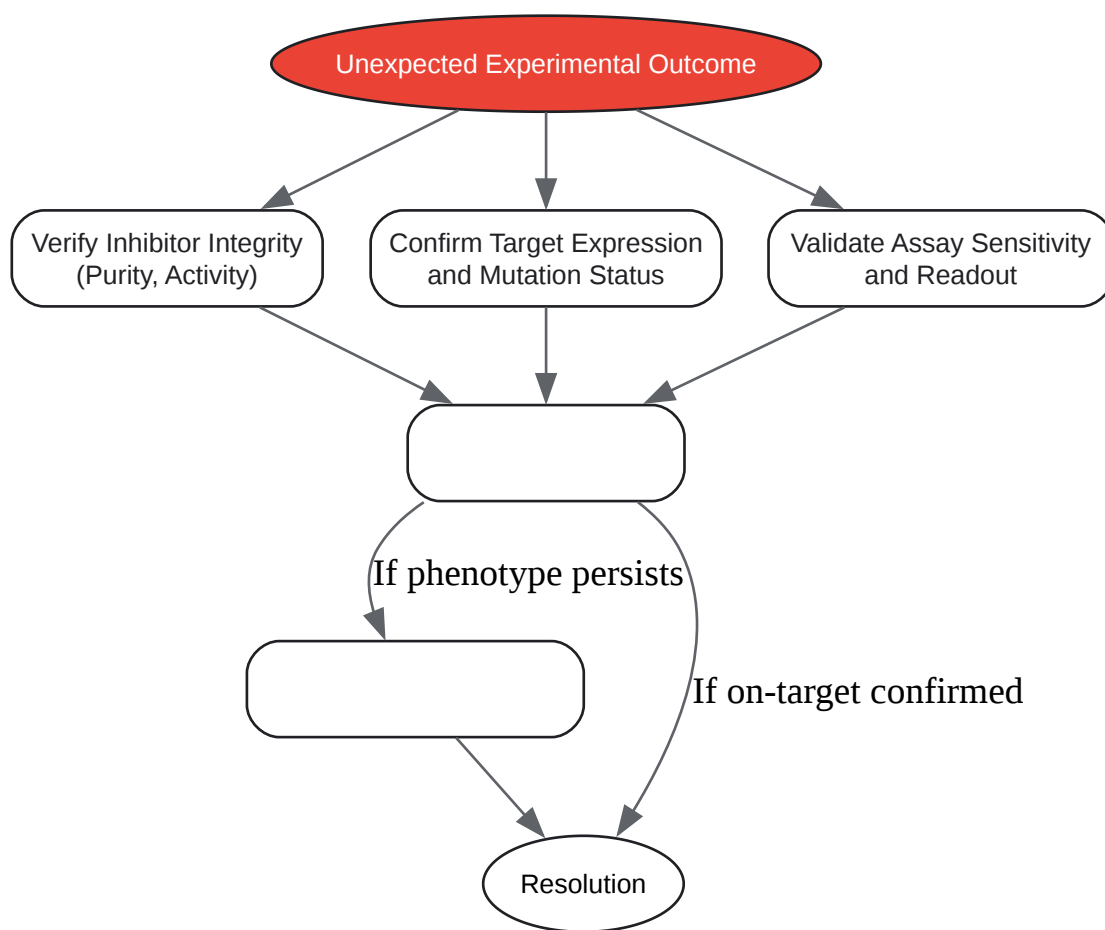 Unexpected Experimental Outcome
Verify Inhibitor Integrity
(Purity, Activity)
Confirm Target Expression
and Mutation Status
Validate Assay Sensitivity
and Readout
If phenotype persists
If on-target confirmed
Resolution